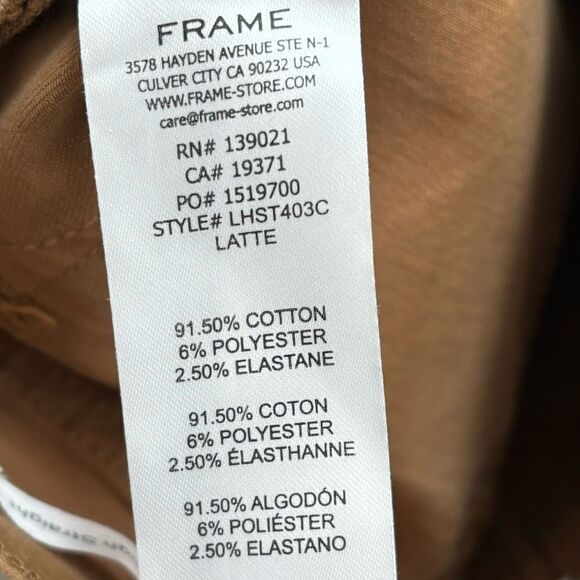 FRAME
3578 HAYDEN AVENUE STE N-1
CULVER CITY CA 90232 USA
WWW.FRAME-STORE.COM
care@frame-store.com
RN# 139021
CA# 19371
PO# 1519700
STYLE# LHST403C
LATTE
91.50% COTTON
6% POLYESTER
2.50% ELASTANE
91.50% COTON
6% POLYESTER
2.50% ÉLASTHANNE
91.50% ALGODÓN
6% POLIÉSTER
2.50% ELASTANO
Straight